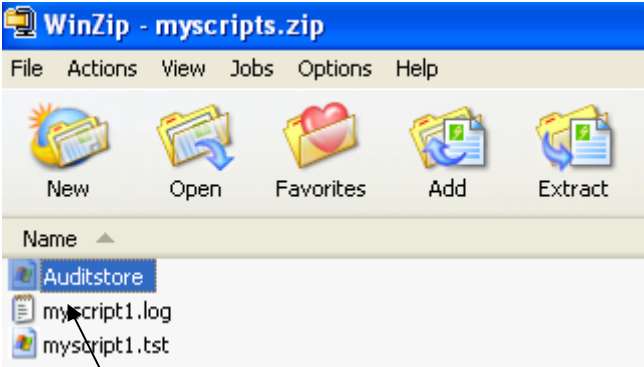 WinZip - myscripts.zip
File Actions View Jobs Options Help
New Open Favorites Add Extract
Name
Auditstore
myscript1.log
myscript1.tst